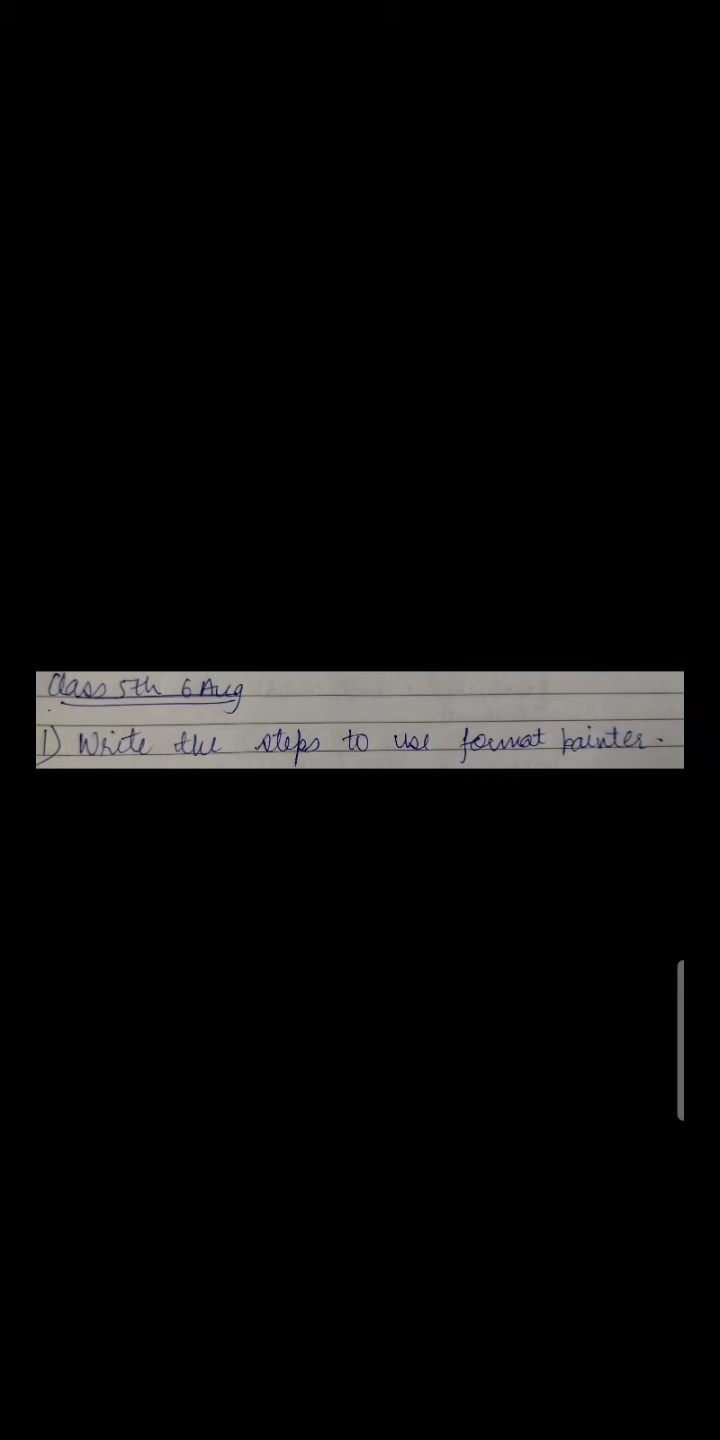 Class 5th 6 Aug
1) Write the steps to use format painter.